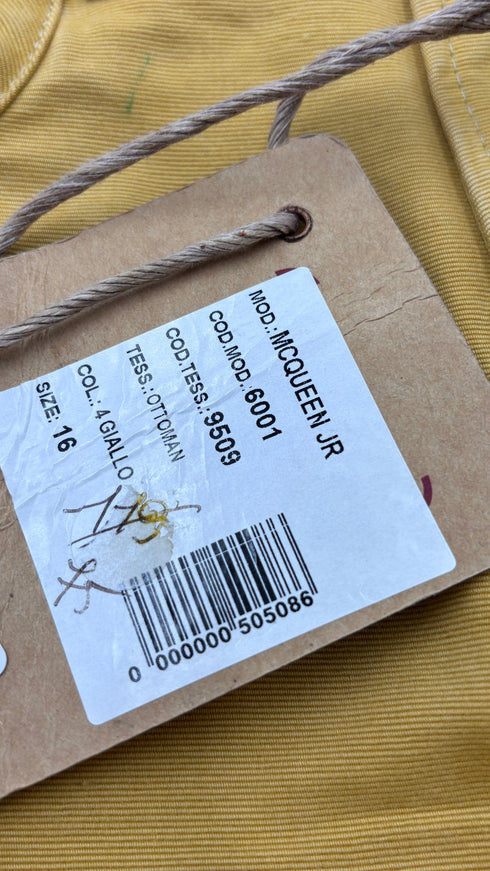 MOD.:MCQUEEN JR
COD.MOD.:6001
COD.TESS.:9509
TESS.:OTTOMAN
COL.: 4 GIALLO
SIZE: 16
0 000000 505086